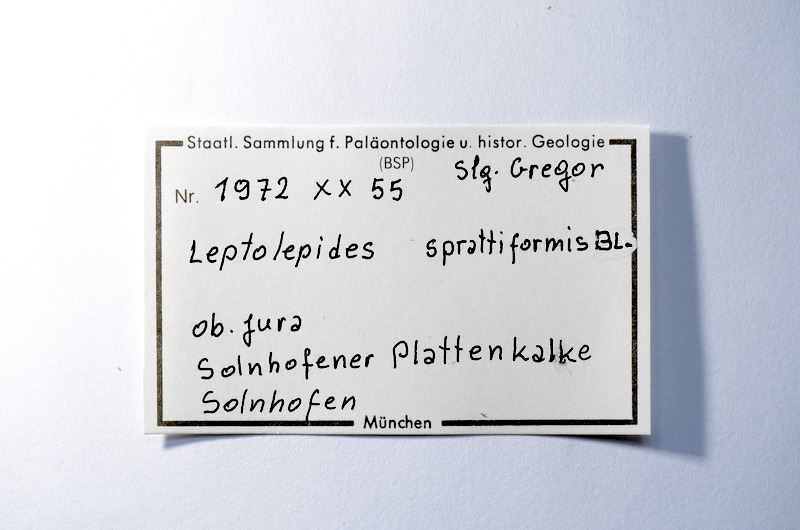 Staatl. Sammlung f. Paläontologie u. histor. Geologie
(BSP) Slg. Gregor
Nr. 1972 XX 55
Leptolepides sprattiformis BL.
ob. Jura
Solnhofener Plattenkalke
Solnhofen
München